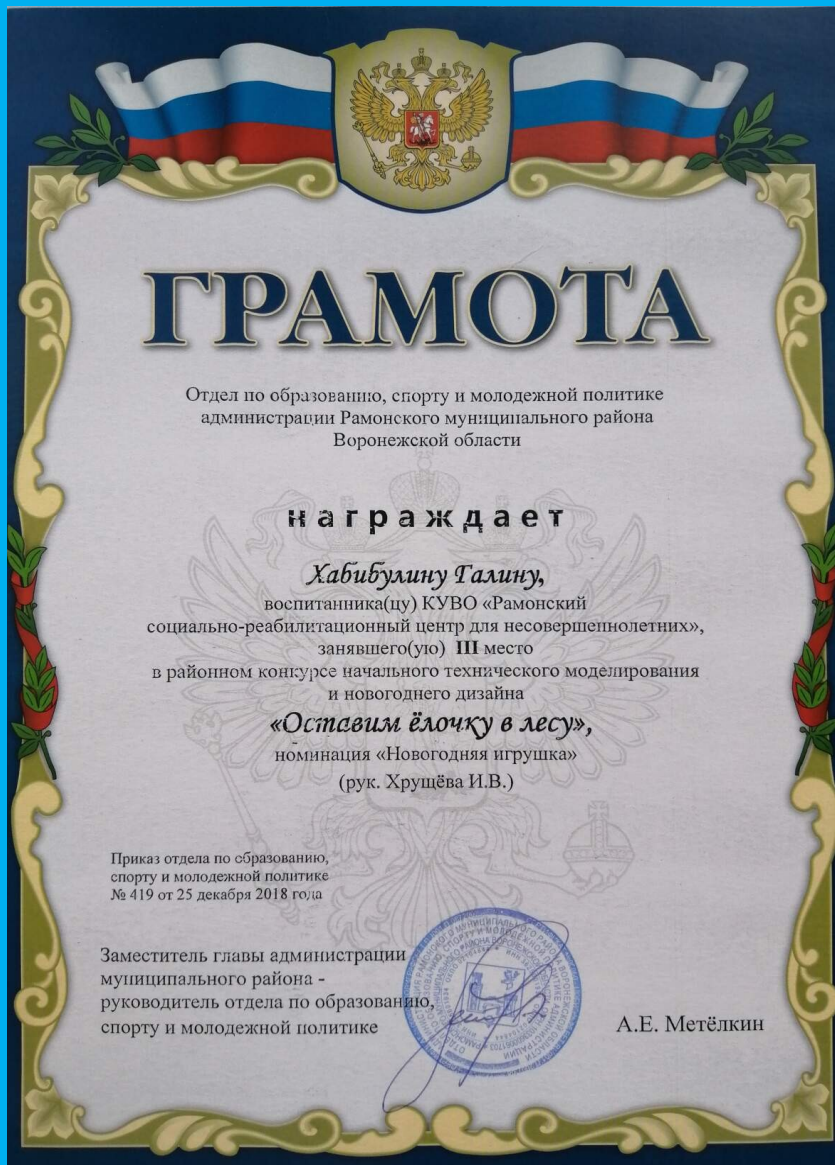 ГРАМОТА
Отдел по образованию, спорту и молодежной политике
администрации Рамонского муниципального района
Воронежской области
награждает
Хабибулину Галину,
воспитанника(цу) КУВО «Рамонский
социально-реабилитационный центр для несовершеннолетних»,
занявшего(ую) III место
в районном конкурсе начального технического моделирования
и новогоднего дизайна
«Оставим ёлочку в лесу»,
номинация «Новогодняя игрушка»
(рук. Хрущёва И.В.)
Приказ отдела по образованию,
спорту и молодежной политике
№ 419 от 25 декабря 2018 года
Заместитель главы администрации
муниципального района -
руководитель отдела по образованию,
спорту и молодежной политике
А.Е. Метёлкин